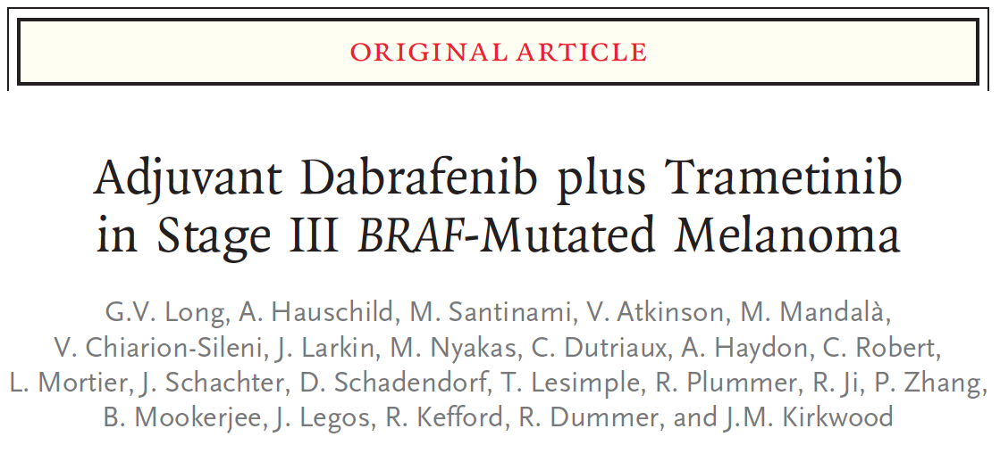 ORIGINAL ARTICLE
Adjuvant Dabrafenib plus Trametinib
in Stage III BRAF-Mutated Melanoma
G.V. Long, A. Hauschild, M. Santinami, V. Atkinson, M. Mandalà,
V. Chiarion-Sileni, J. Larkin, M. Nyakas, C. Dutriaux, A. Haydon, C. Robert,
L. Mortier, J. Schachter, D. Schadendorf, T. Lesimple, R. Plummer, R. Ji, P. Zhang,
B. Mookerjee, J. Legos, R. Kefford, R. Dummer, and J.M. Kirkwood